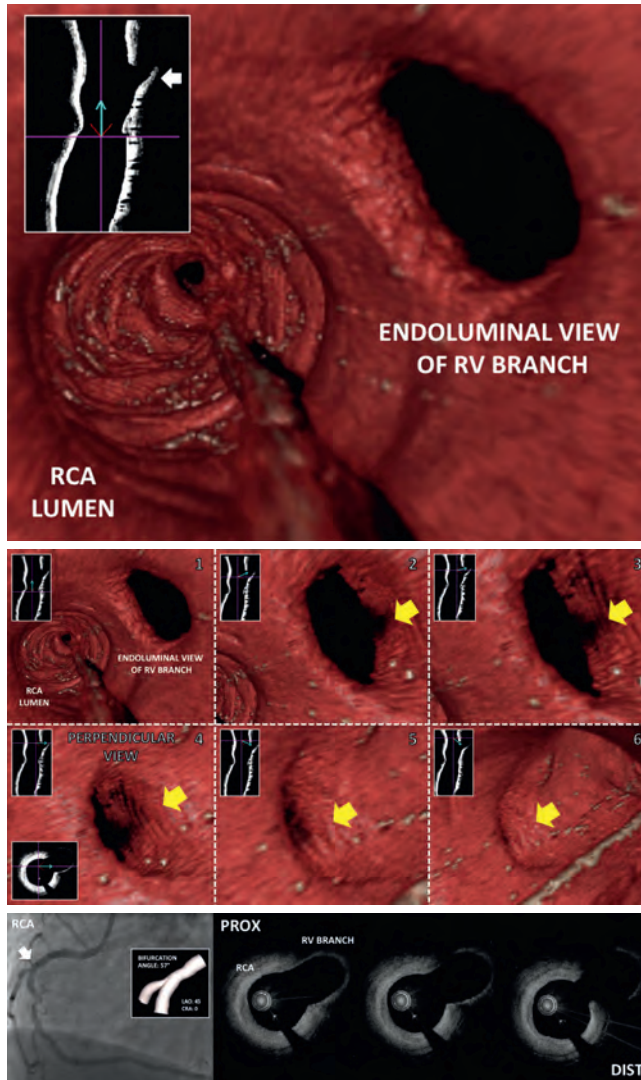 ENDOLUMINAL VIEW
OF RV BRANCH
RCA
LUMEN
1
ENDOLUMINAL VIEW
OF RV BRANCH
RCA
LUMEN
2
3
PERPENDICULAR
VIEW
4
5
6
RCA
BIFURCATION
ANGLE: 57°
LAO: 45
CRA: 0
PROX
RV BRANCH
RCA
DIST